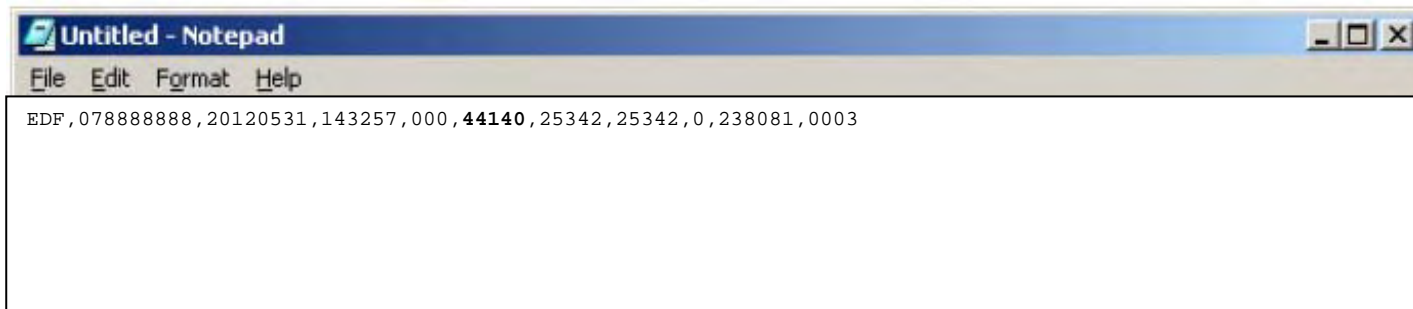 Untitled - Notepad
File Edit Format Help
EDF,078888888,20120531,143257,000,44140,25342,25342,0,238081,0003